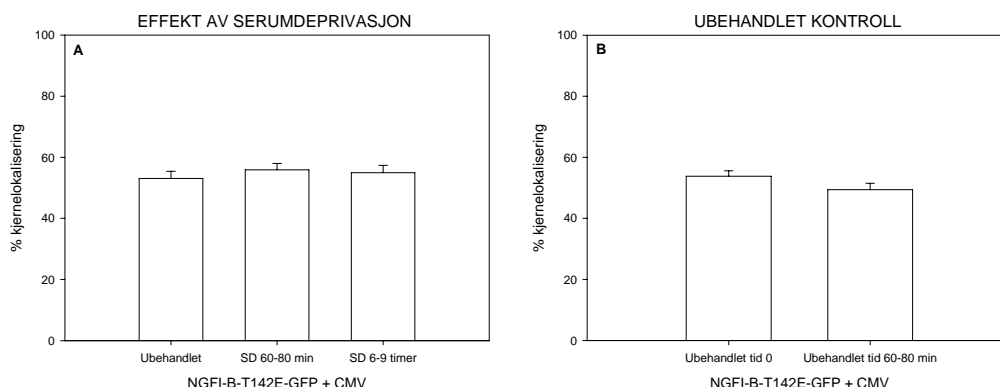 EFFEKT AV SERUMDEPRIVASJON
A
100
80
60
40
20
0
% kjernelokalisering
Ubehandlet SD 60-80 min SD 6-9 timer
NGFI-B-T142E-GFP + CMV
UBEHANDLET KONTROLL
B
100
80
60
40
20
0
% kjernelokalisering
Ubehandlet tid 0 Ubehandlet tid 60-80 min
NGFI-B-T142E-GFP + CMV